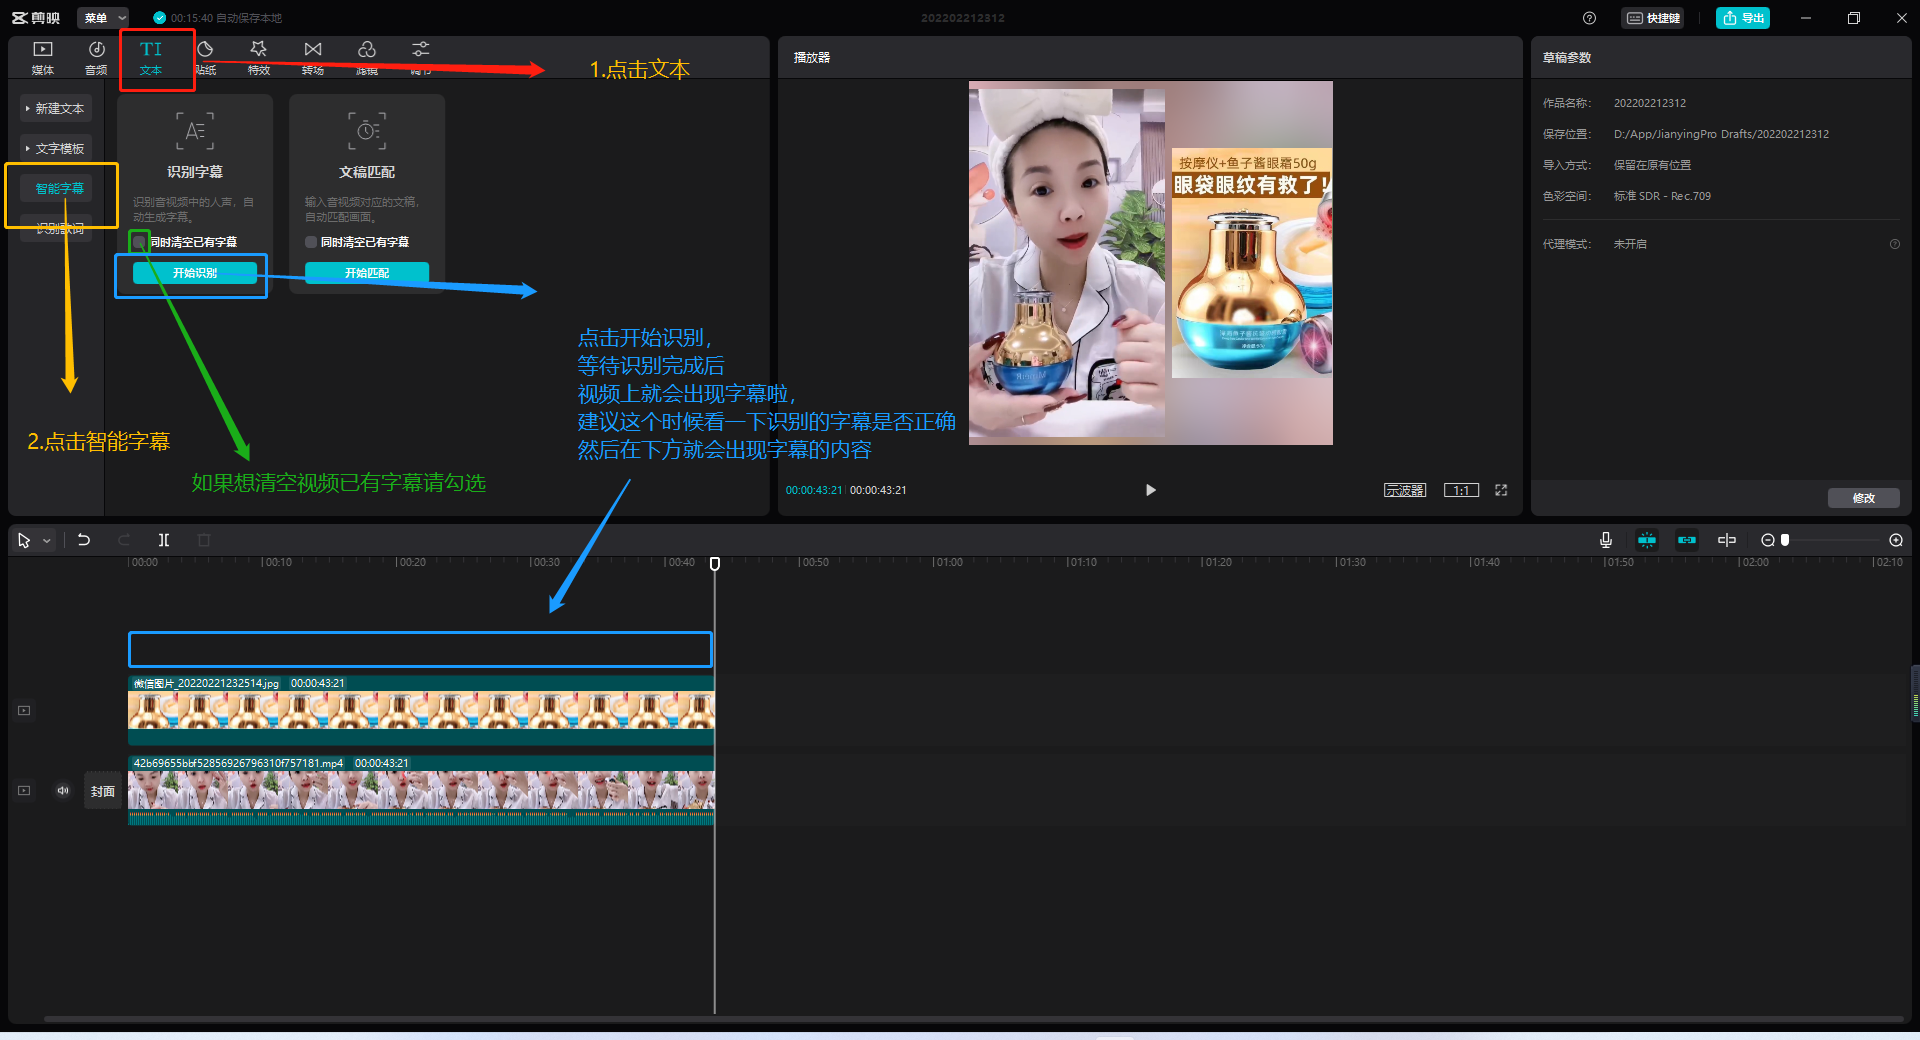 剪映
菜单
00:15:40 自动保存本地
202202212312
快捷键
导出
媒体
音频
TI
文本
贴纸
特效
转场
滤镜
调节
1.点击文本
播放器
草稿参数
新建文本
文字模板
智能字幕
识别歌词
识别字幕
识别音视频中的人声，自
动生成字幕。
同时清空已有字幕
开始识别
文稿匹配
输入音视频对应的文稿，
自动匹配画面。
同时清空已有字幕
开始匹配
2.点击智能字幕
如果想清空视频已有字幕请勾选
点击开始识别，
等待识别完成后
视频上就会出现字幕啦，
建议这个时候看一下识别的字幕是否正确
然后在下方就会出现字幕的内容
按摩仪+鱼子酱眼霜50g
眼袋眼纹有救了!
00:00:43:21
00:00:43:21
示波器
1:1
作品名称：
202202212312
保存位置：
D:/App/JianyingPro Drafts/202202212312
导入方式：
保留在原有位置
色彩空间：
标准 SDR - Rec.709
代理模式：
未开启
修改
00:00
00:10
00:20
00:30
00:40
00:50
01:00
01:10
01:20
01:30
01:40
01:50
02:00
02:10
微信图片_20220221232514.jpg 00:00:43:21
42b69655bbf52856926796310f757181.mp4 00:00:43:21
封面